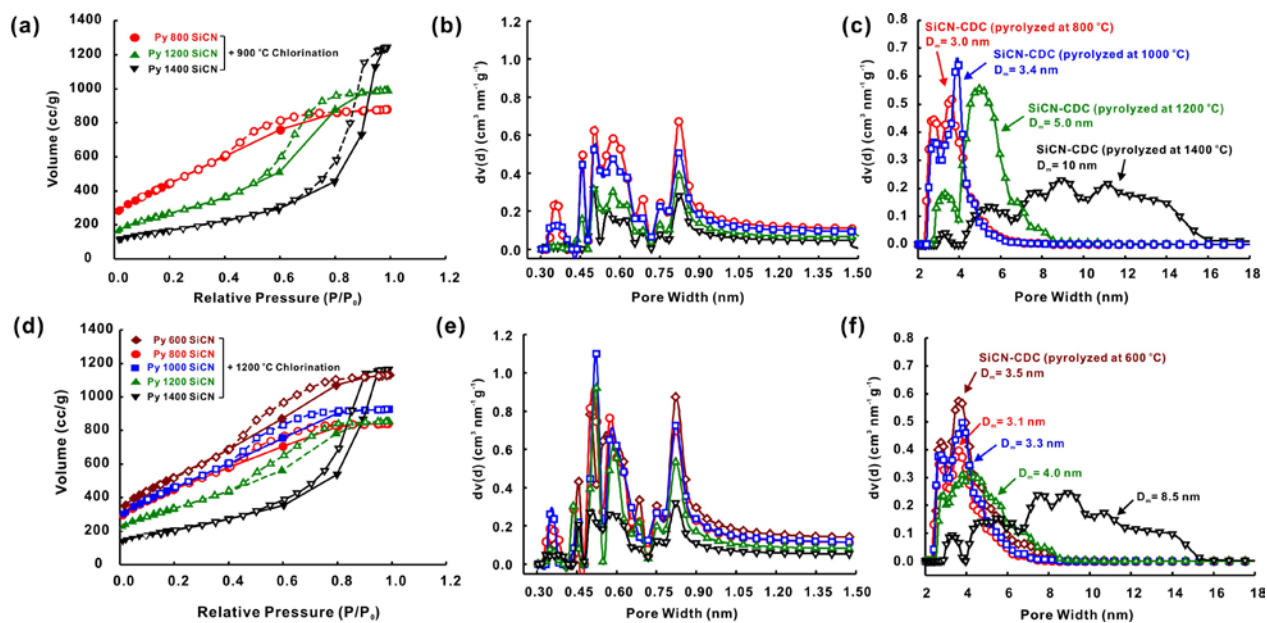 (a)
1400
1200
1000
800
600
400
200
0
Volume (cc/g)
Py 800 SiCN
Py 1200 SiCN
Py 1400 SiCN
+ 900 °C Chlorination
0.0 0.2 0.4 0.6 0.8 1.0 1.2
Relative Pressure (P/P0)
(b)
1.2
1.0
0.8
0.6
0.4
0.2
0.0
dv(d) (cm³ nm⁻¹ g⁻¹)
0.30 0.45 0.60 0.75 0.90 1.05 1.20 1.35 1.50
Pore Width (nm)
(c)
0.8
0.7
0.6
0.5
0.4
0.3
0.2
0.1
0.0
dv(d) (cm³ nm⁻¹ g⁻¹)
SiCN-CDC (pyrolyzed at 800 °C)
Dm= 3.0 nm
SiCN-CDC (pyrolyzed at 1000 °C)
Dm= 3.4 nm
SiCN-CDC (pyrolyzed at 1200 °C)
Dm= 5.0 nm
SiCN-CDC (pyrolyzed at 1400 °C)
Dm= 10 nm
2 4 6 8 10 12 14 16 18
Pore Width (nm)
(d)
1400
1200
1000
800
600
400
200
0
Volume (cc/g)
Py 600 SiCN
Py 800 SiCN
Py 1000 SiCN
Py 1200 SiCN
Py 1400 SiCN
+ 1200 °C Chlorination
0.0 0.2 0.4 0.6 0.8 1.0 1.2
Relative Pressure (P/P0)
(e)
1.2
1.0
0.8
0.6
0.4
0.2
0.0
dv(d) (cm³ nm⁻¹ g⁻¹)
0.30 0.45 0.60 0.75 0.90 1.05 1.20 1.35 1.50
Pore Width (nm)
(f)
0.8
0.7
0.6
0.5
0.4
0.3
0.2
0.1
0.0
dv(d) (cm³ nm⁻¹ g⁻¹)
SiCN-CDC (pyrolyzed at 600 °C)
Dm= 3.5 nm
Dm= 3.1 nm
Dm= 3.3 nm
Dm= 4.0 nm
Dm= 8.5 nm
2 4 6 8 10 12 14 16 18
Pore Width (nm)